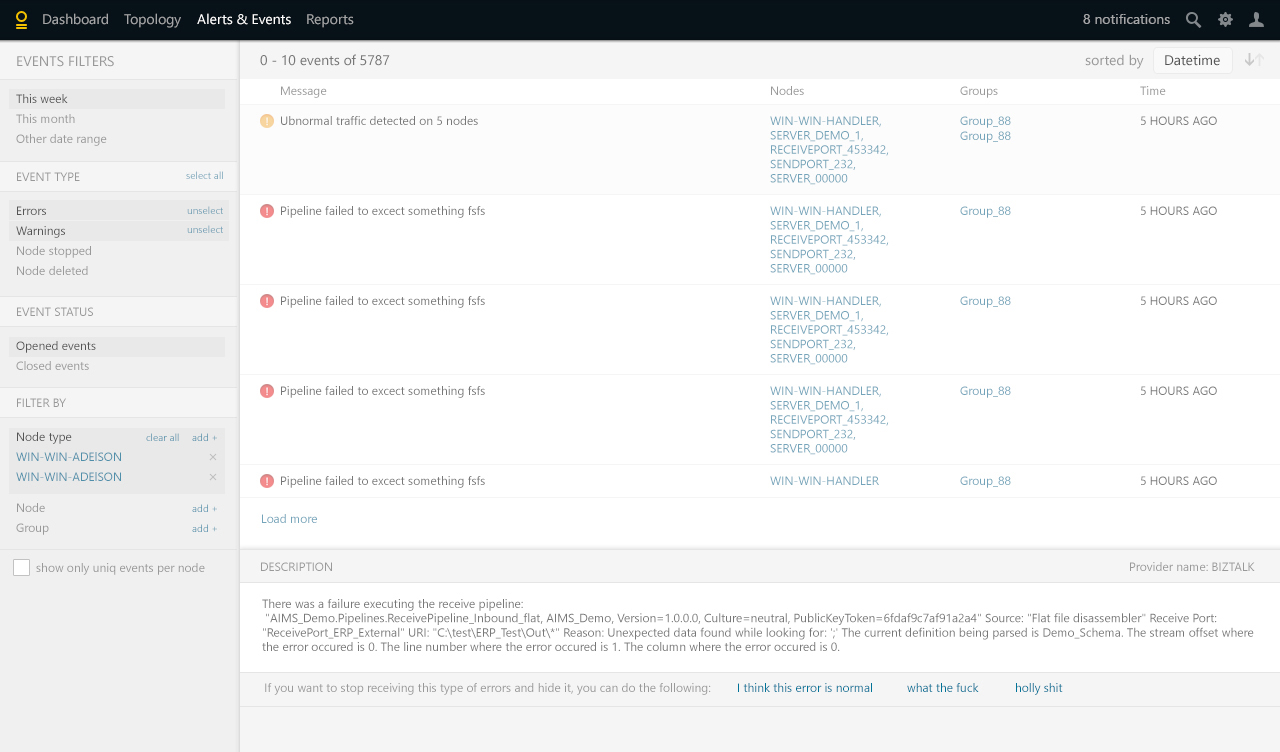 Dashboard Topology Alerts & Events Reports 8 notifications
EVENTS FILTERS
This week
This month
Other date range
EVENT TYPE select all
Errors unselect
Warnings unselect
Node stopped
Node deleted
EVENT STATUS
Opened events
Closed events
FILTER BY
Node type clear all add +
WIN-WIN-ADEISON ×
WIN-WIN-ADEISON ×
Node add +
Group add +
show only uniq events per node
0 - 10 events of 5787 sorted by Datetime
Message Nodes Groups Time
Ubnormal traffic detected on 5 nodes WIN-WIN-HANDLER, Group_88 5 HOURS AGO
SERVER_DEMO_1, Group_88
RECEIVEPORT_453342,
SENDPORT_232,
SERVER_00000
Pipeline failed to excect something fsfs WIN-WIN-HANDLER, Group_88 5 HOURS AGO
SERVER_DEMO_1,
RECEIVEPORT_453342,
SENDPORT_232,
SERVER_00000
Pipeline failed to excect something fsfs WIN-WIN-HANDLER, Group_88 5 HOURS AGO
SERVER_DEMO_1,
RECEIVEPORT_453342,
SENDPORT_232,
SERVER_00000
Pipeline failed to excect something fsfs WIN-WIN-HANDLER, Group_88 5 HOURS AGO
SERVER_DEMO_1,
RECEIVEPORT_453342,
SENDPORT_232,
SERVER_00000
Pipeline failed to excect something fsfs WIN-WIN-HANDLER Group_88 5 HOURS AGO
Load more
DESCRIPTION Provider name: BIZTALK
There was a failure executing the receive pipeline:
"AIMS_Demo.Pipelines.ReceivePipeline_Inbound_flat, AIMS_Demo, Version=1.0.0.0, Culture=neutral, PublicKeyToken=6fdaf9c7af91a2a4" Source: "Flat file disassembler" Receive Port:
"ReceivePort_ERP_External" URI: "C:\test\ERP_Test\Out\*" Reason: Unexpected data found while looking for: ';' The current definition being parsed is Demo_Schema. The stream offset where
the error occured is 0. The line number where the error occured is 1. The column where the error occured is 0.
If you want to stop receiving this type of errors and hide it, you can do the following: I think this error is normal what the fuck holly shit